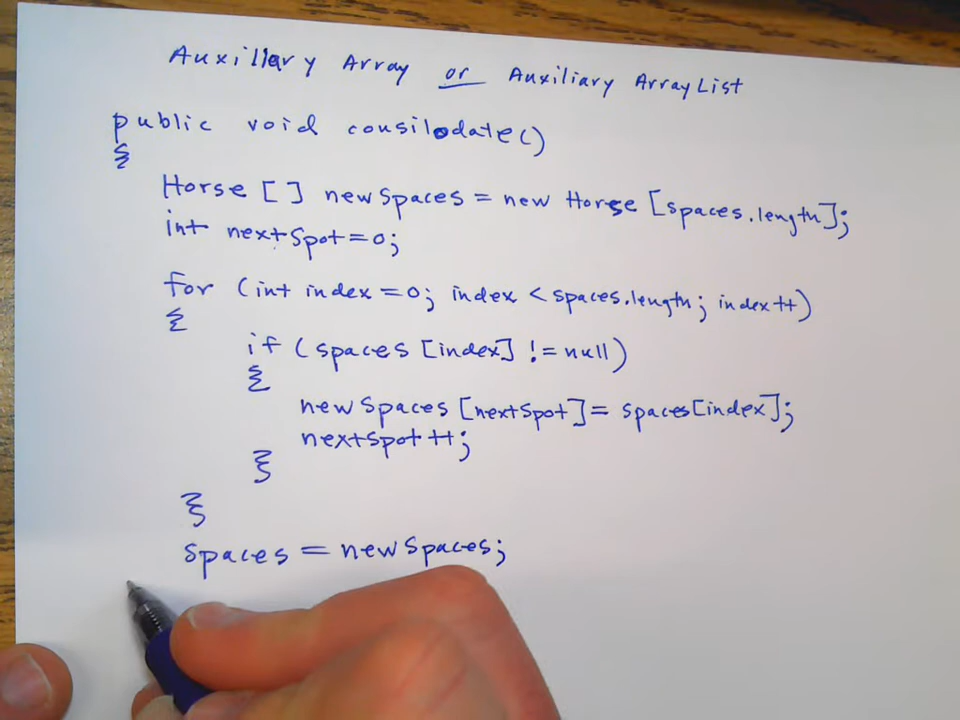 Auxillary Array or Auxiliary ArrayList
public void consilodate()
{
Horse [] newSpaces = new Horse [spaces.length];
int nextSpot=0;
for (int index=0; index < spaces.length; index++)
{
if (spaces [index] != null)
{
newSpaces [nextSpot]= spaces[index];
nextSpot++;
}
}
spaces = newSpaces;